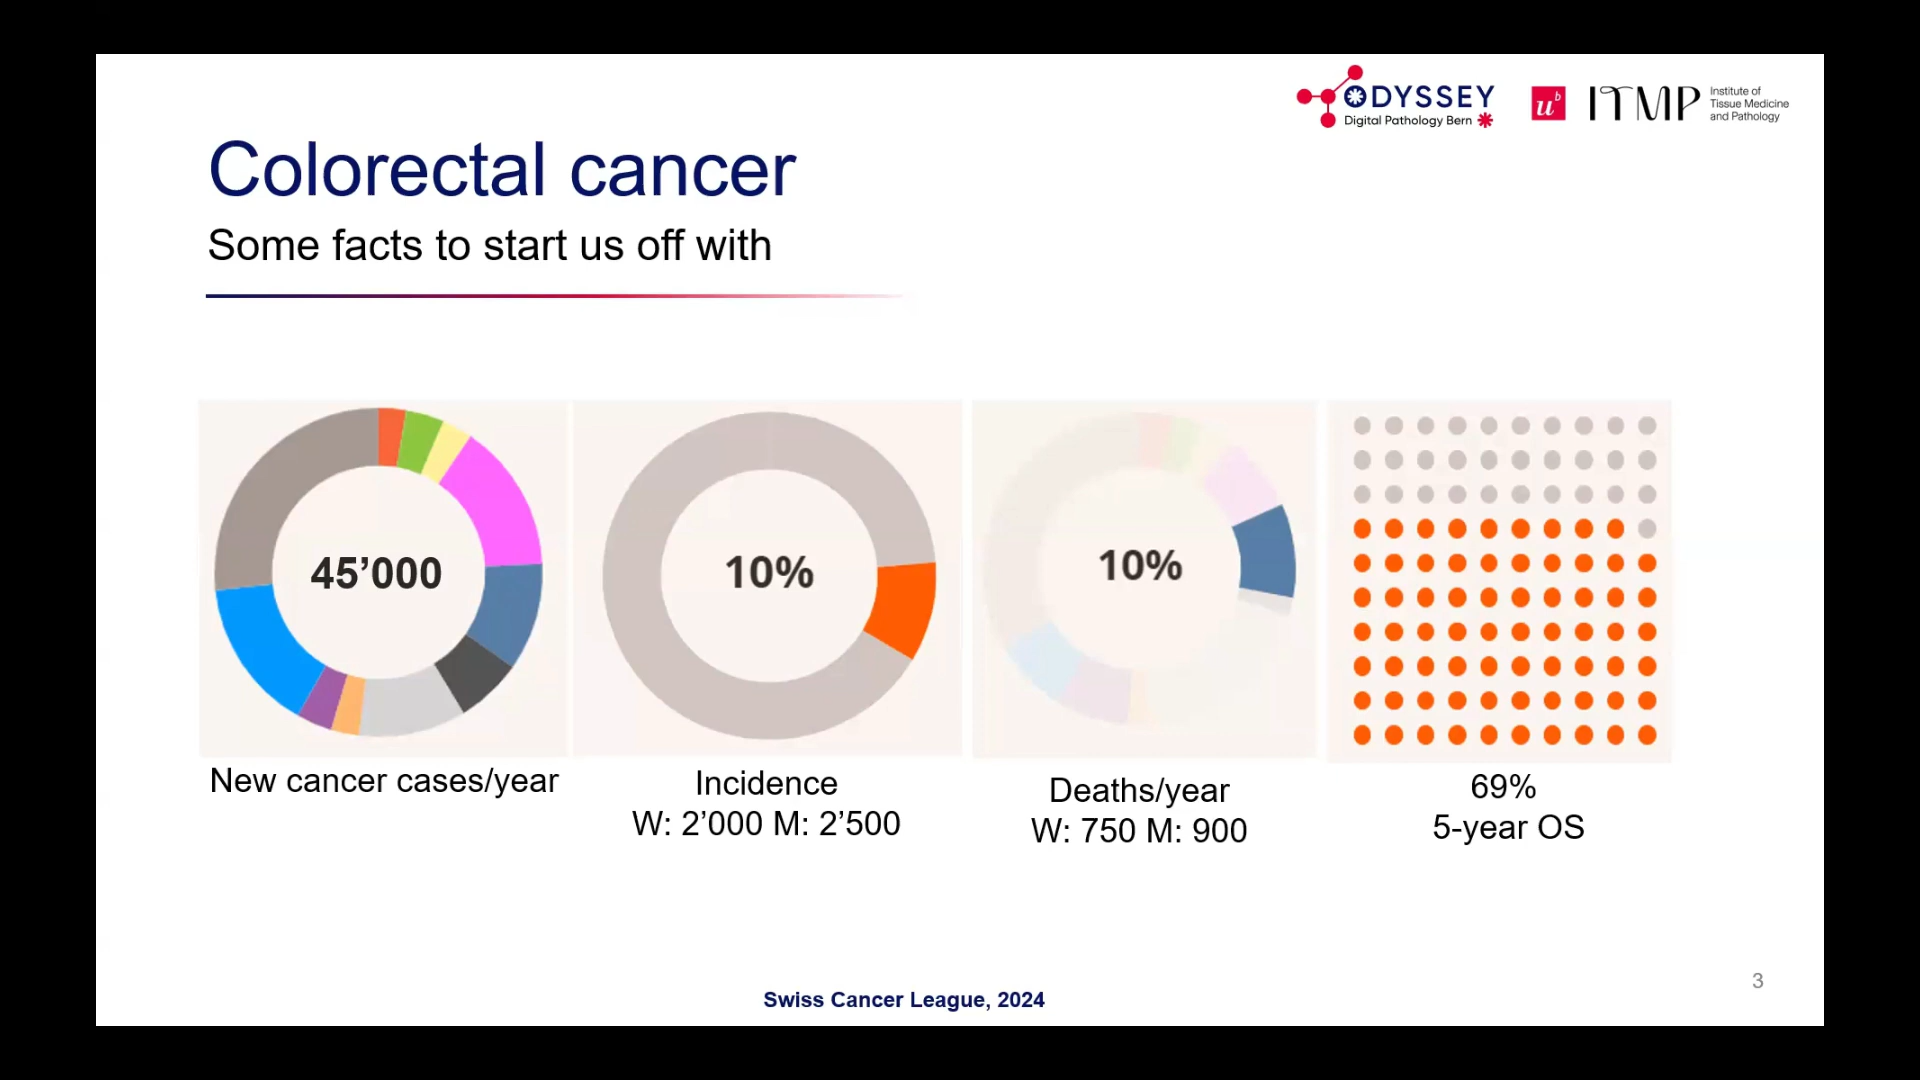 ODYSSEY
Digital Pathology Bern
u^b
ITMP
Institute of
Tissue Medicine
and Pathology
Colorectal cancer
Some facts to start us off with
45’000
10%
10%
New cancer cases/year
Incidence
W: 2’000 M: 2’500
Deaths/year
W: 750 M: 900
69%
5-year OS
Swiss Cancer League, 2024
3